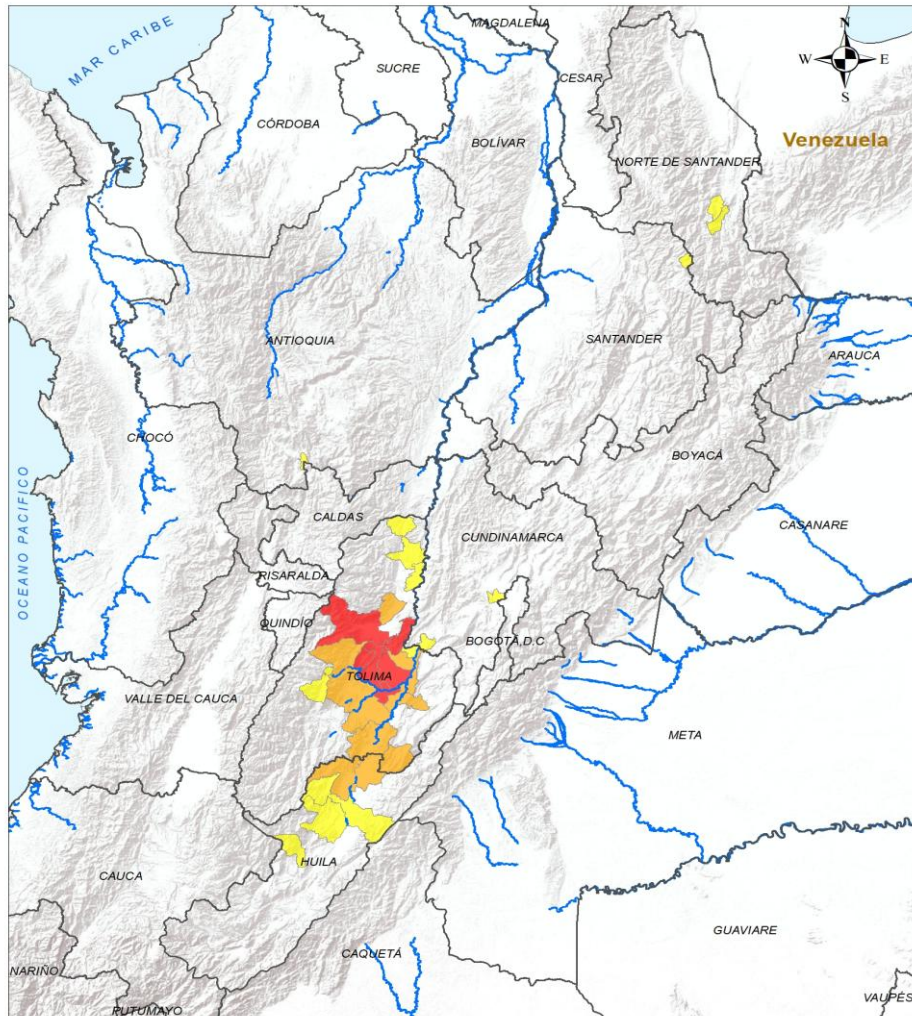 MAGDALENA
MAR CARIBE
N
W E
S
SUCRE
CESAR
CÓRDOBA
BOLÍVAR
Venezuela
NORTE DE SANTANDER
ANTIOQUIA
SANTANDER
ARAUCA
CHOCÓ
BOYACÁ
OCEANO PACIFICO
CALDAS
CASANARE
CUNDINAMARCA
RISARALDA
QUINDÍO
BOGOTÁ, D.C
TOLIMA
VALLE DEL CAUCA
META
HUILA
CAUCA
GUAVIARE
CAQUETÁ
NARIÑO
VAUPÉS
PUTUMAYO